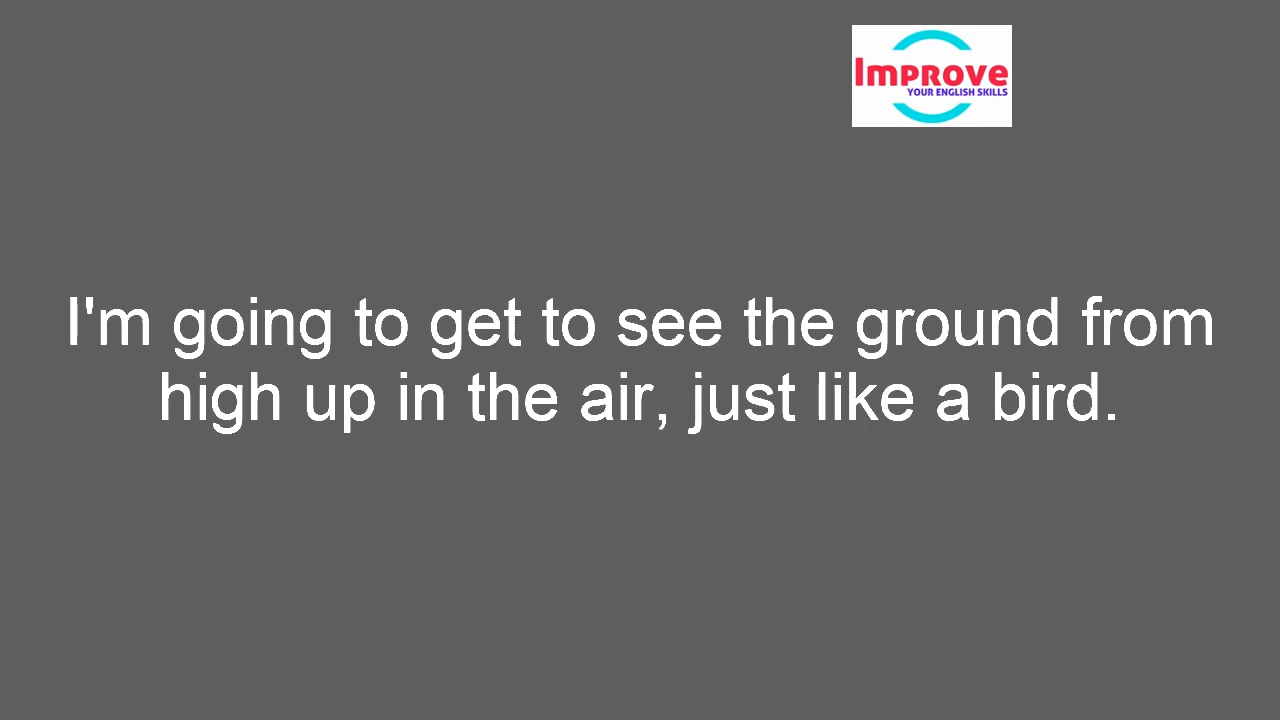 Improve
YOUR ENGLISH SKILLS
I'm going to get to see the ground from
high up in the air, just like a bird.